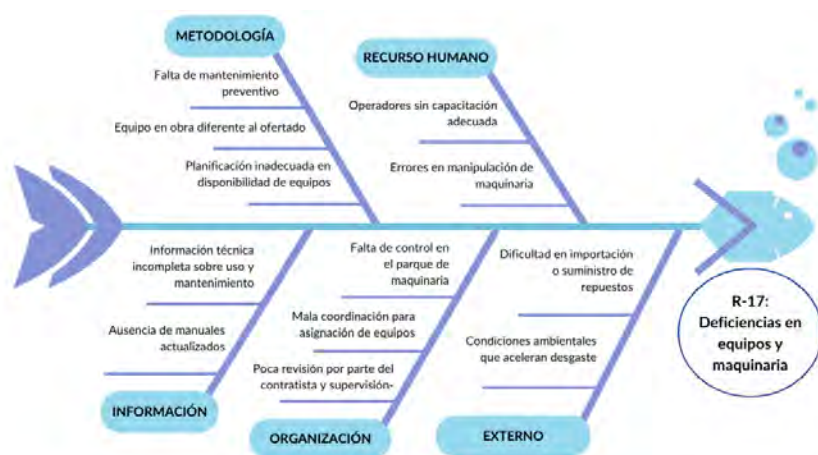 METODOLOGÍA
Falta de mantenimiento
preventivo
Equipo en obra diferente al ofertado
Planificación inadecuada en
disponibilidad de equipos
RECURSO HUMANO
Operadores sin capacitación
adecuada
Errores en manipulación de
maquinaria
Información técnica
incompleta sobre uso y
mantenimiento
Ausencia de manuales
actualizados
INFORMACIÓN
Falta de control en
el parque de
maquinaria
Mala coordinación para
asignación de equipos
Poca revisión por parte del
contratista y supervisión-
ORGANIZACIÓN
Dificultad en importación
o suministro de
repuestos
Condiciones ambientales
que aceleran desgaste
EXTERNO
R-17:
Deficiencias en
equipos y
maquinaria